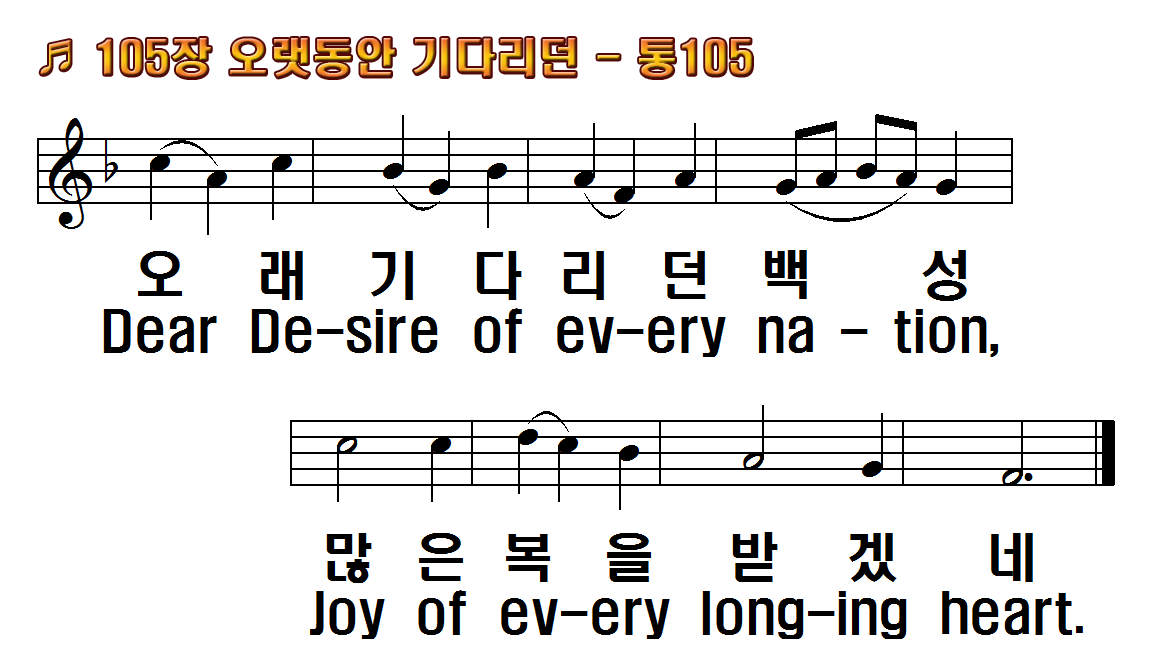 ♬ 105장 오랫동안 기다리던 - 통105
오 래 기 다 리 던 백 성
Dear De-sire of ev-ery na - tion,
많 은 복 을 받 겠 네
Joy of ev-ery long-ing heart.